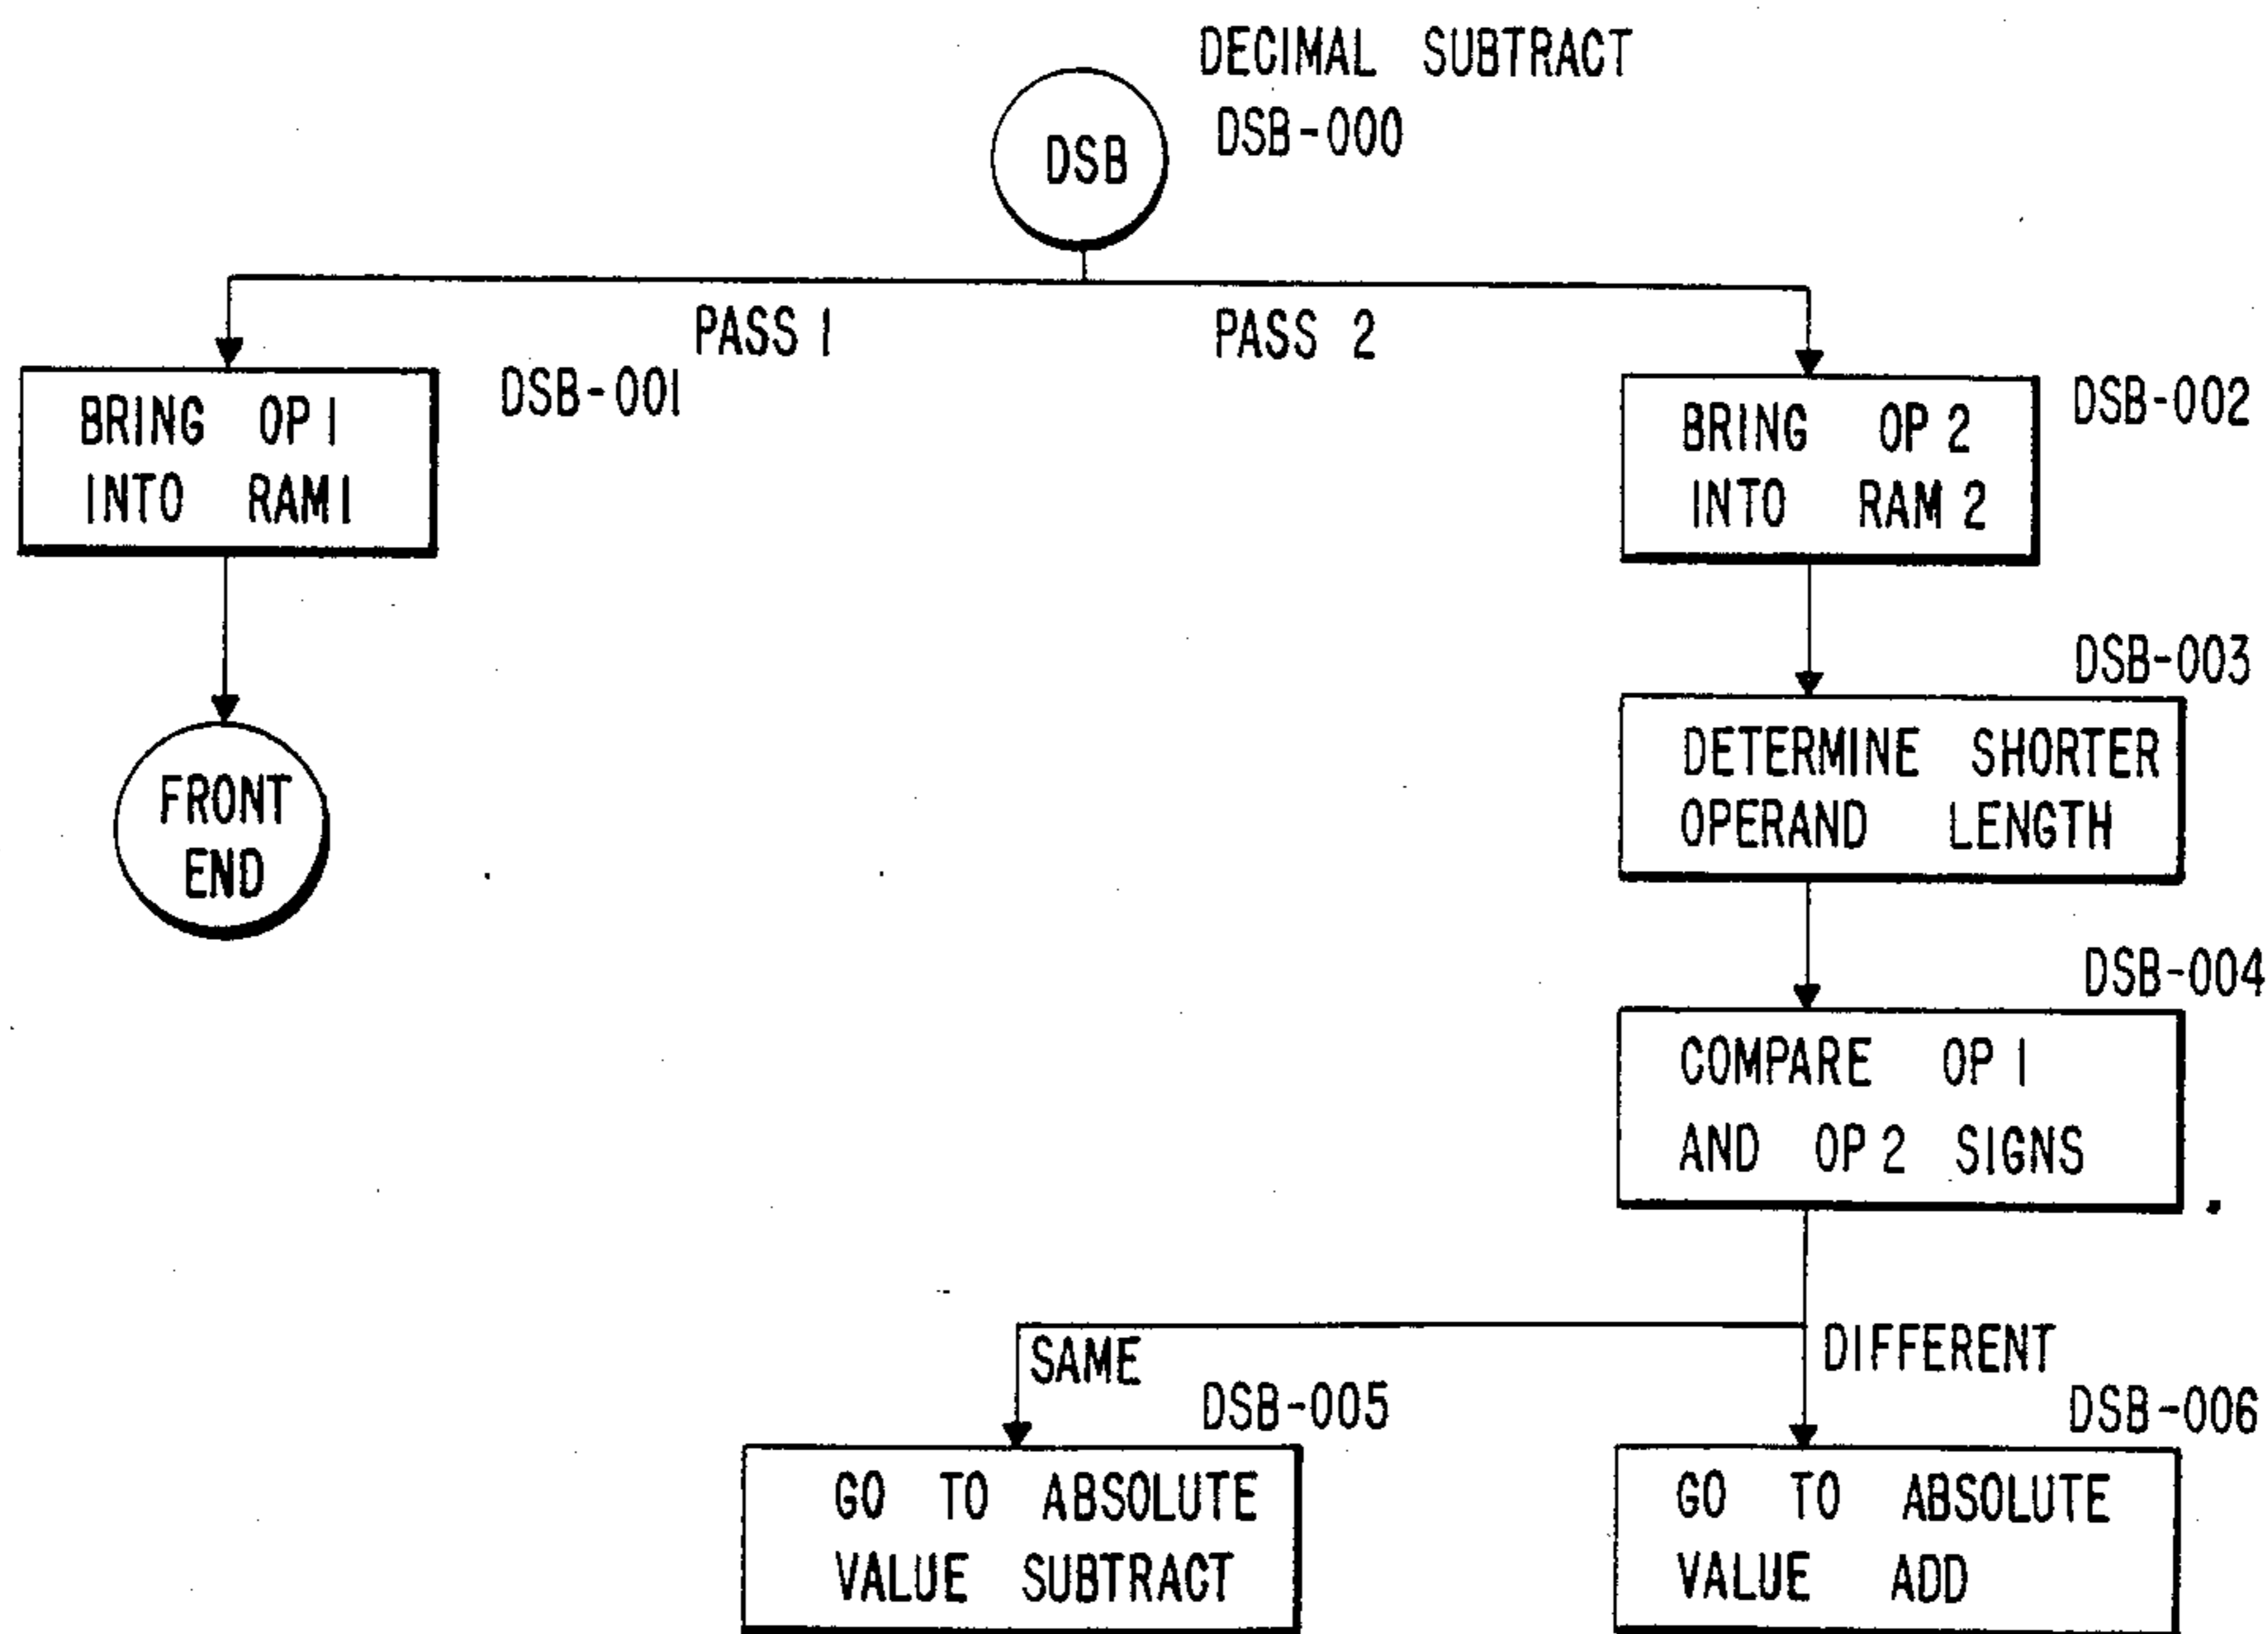 DECIMAL SUBTRACT
DSB-000
DSB
PASS 1
PASS 2
DSB-001
BRING OP 1
INTO RAM1
DSB-002
BRING OP 2
INTO RAM 2
FRONT
END
DSB-003
DETERMINE SHORTER
OPERAND LENGTH
DSB-004
COMPARE OP 1
AND OP 2 SIGNS
SAME
DIFFERENT
DSB-005
GO TO ABSOLUTE
VALUE SUBTRACT
DSB-006
GO TO ABSOLUTE
VALUE ADD